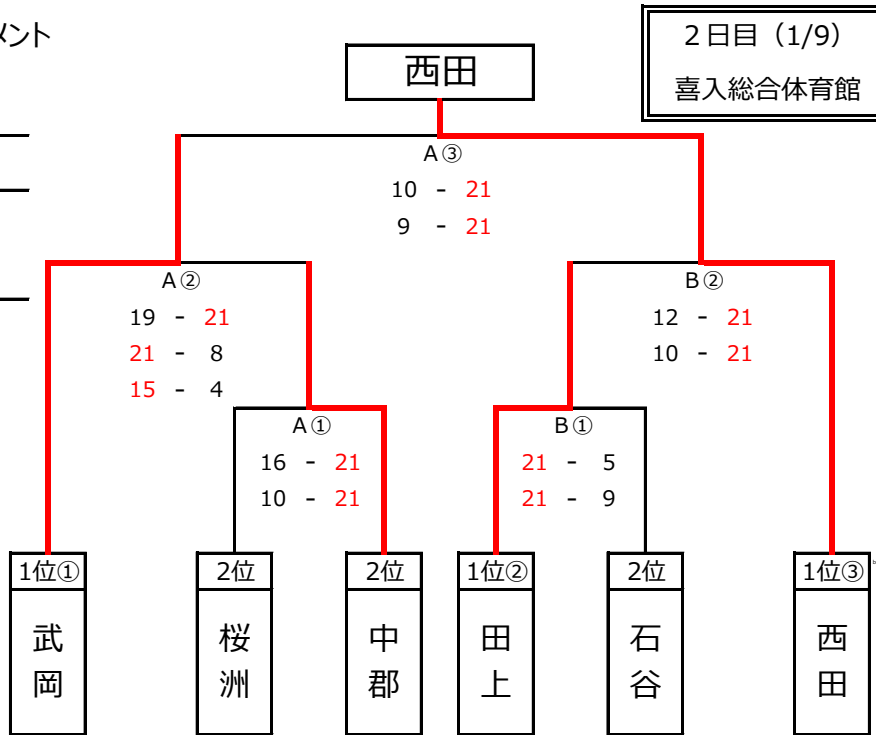 メント
2日目（1/9）
喜入総合体育館
西田
A③
10 - 21
9 - 21
A②
19 - 21
21 - 8
15 - 4
B②
12 - 21
10 - 21
A①
16 - 21
10 - 21
B①
21 - 5
21 - 9
1位① 2位 2位 1位② 2位 1位③
武岡 桜洲 中郡 田上 石谷 西田